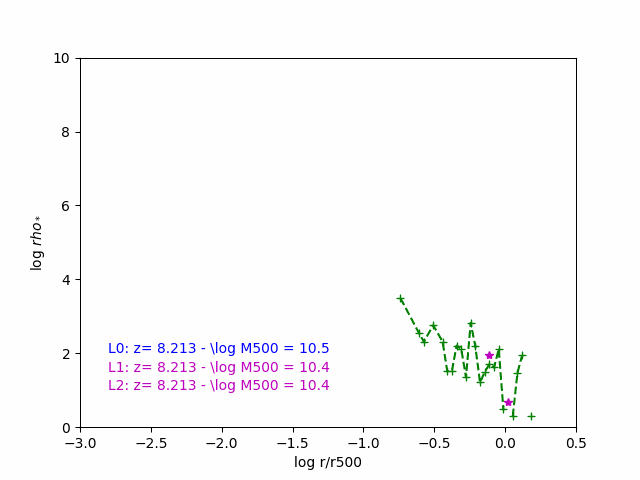 10
8
6
4
2
0
log rho*
L0: z= 8.213 - \log M500 = 10.5
L1: z= 8.213 - \log M500 = 10.4
L2: z= 8.213 - \log M500 = 10.4
−3.0 −2.5 −2.0 −1.5 −1.0 −0.5 0.0 0.5
log r/r500